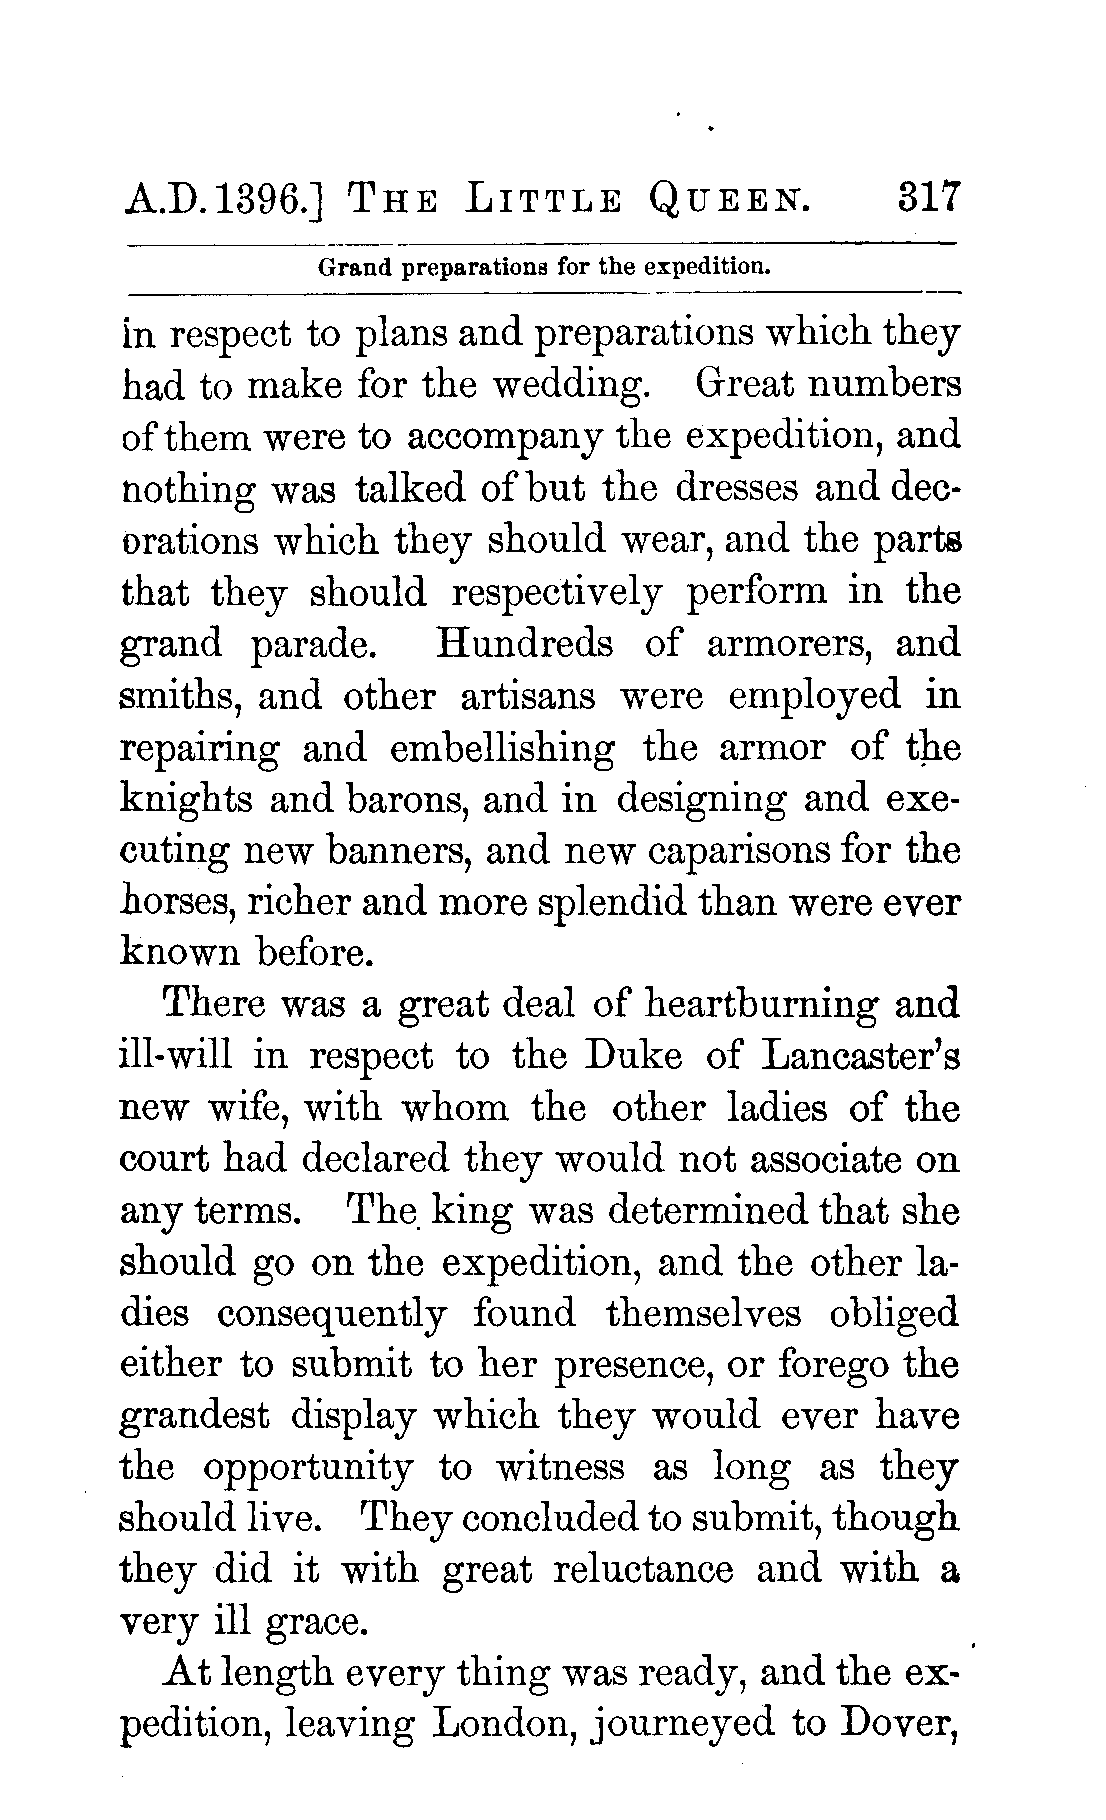 A.D. 1396.] THE LITTLE QUEEN. 317
Grand preparations for the expedition.
in respect to plans and preparations which they
had to make for the wedding. Great numbers
of them were to accompany the expedition, and
nothing was talked of but the dresses and dec-
orations which they should wear, and the parts
that they should respectively perform in the
grand parade. Hundreds of armorers, and
smiths, and other artisans were employed in
repairing and embellishing the armor of the
knights and barons, and in designing and exe-
cuting new banners, and new caparisons for the
horses, richer and more splendid than were ever
known before.
There was a great deal of heartburning and
ill-will in respect to the Duke of Lancaster's
new wife, with whom the other ladies of the
court had declared they would not associate on
any terms. The king was determined that she
should go on the expedition, and the other la-
dies consequently found themselves obliged
either to submit to her presence, or forego the
grandest display which they would ever have
the opportunity to witness as long as they
should live. They concluded to submit, though
they did it with great reluctance and with a
very ill grace.
At length every thing was ready, and the ex-
pedition, leaving London, journeyed to Dover,